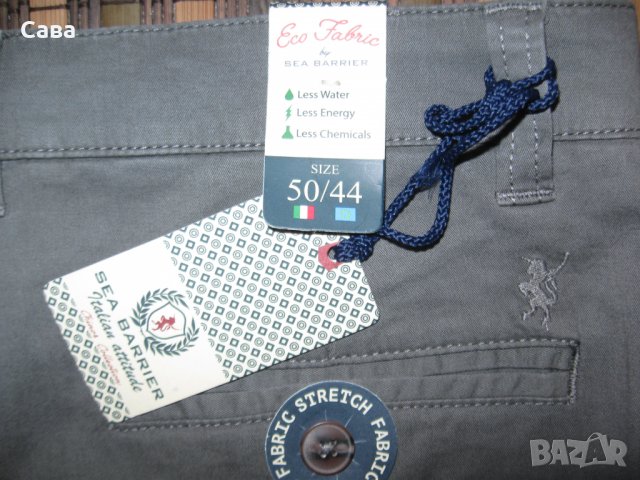 Caba
Eco Fabric
by
SEA BARRIER
Less Water
Less Energy
Less Chemicals
SIZE
50/44
SEA BARRIER
Italian attitude
FABRIC STRETCH FABRIC
BAZAR